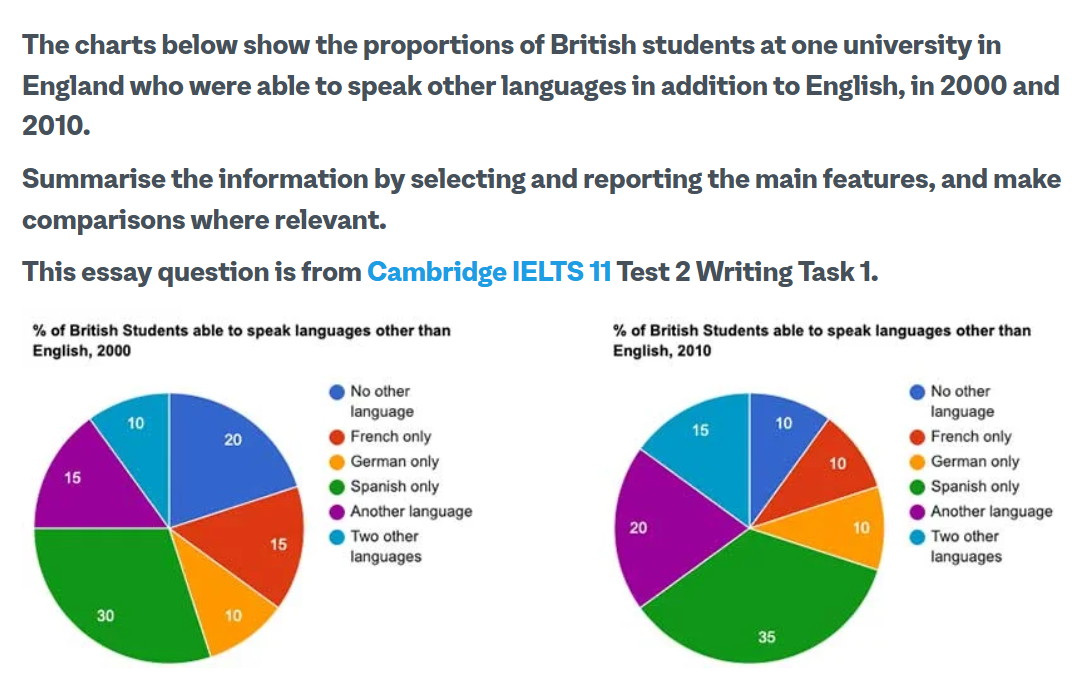 The charts below show the proportions of British students at one university in
England who were able to speak other languages in addition to English, in 2000 and
2010.
Summarise the information by selecting and reporting the main features, and make
comparisons where relevant.
This essay question is from Cambridge IELTS 11 Test 2 Writing Task 1.
% of British Students able to speak languages other than
English, 2000
10
20
15
15
30
10
No other
language
French only
German only
Spanish only
Another language
Two other
languages
% of British Students able to speak languages other than
English, 2010
15
10
10
20
10
35
No other
language
French only
German only
Spanish only
Another language
Two other
languages